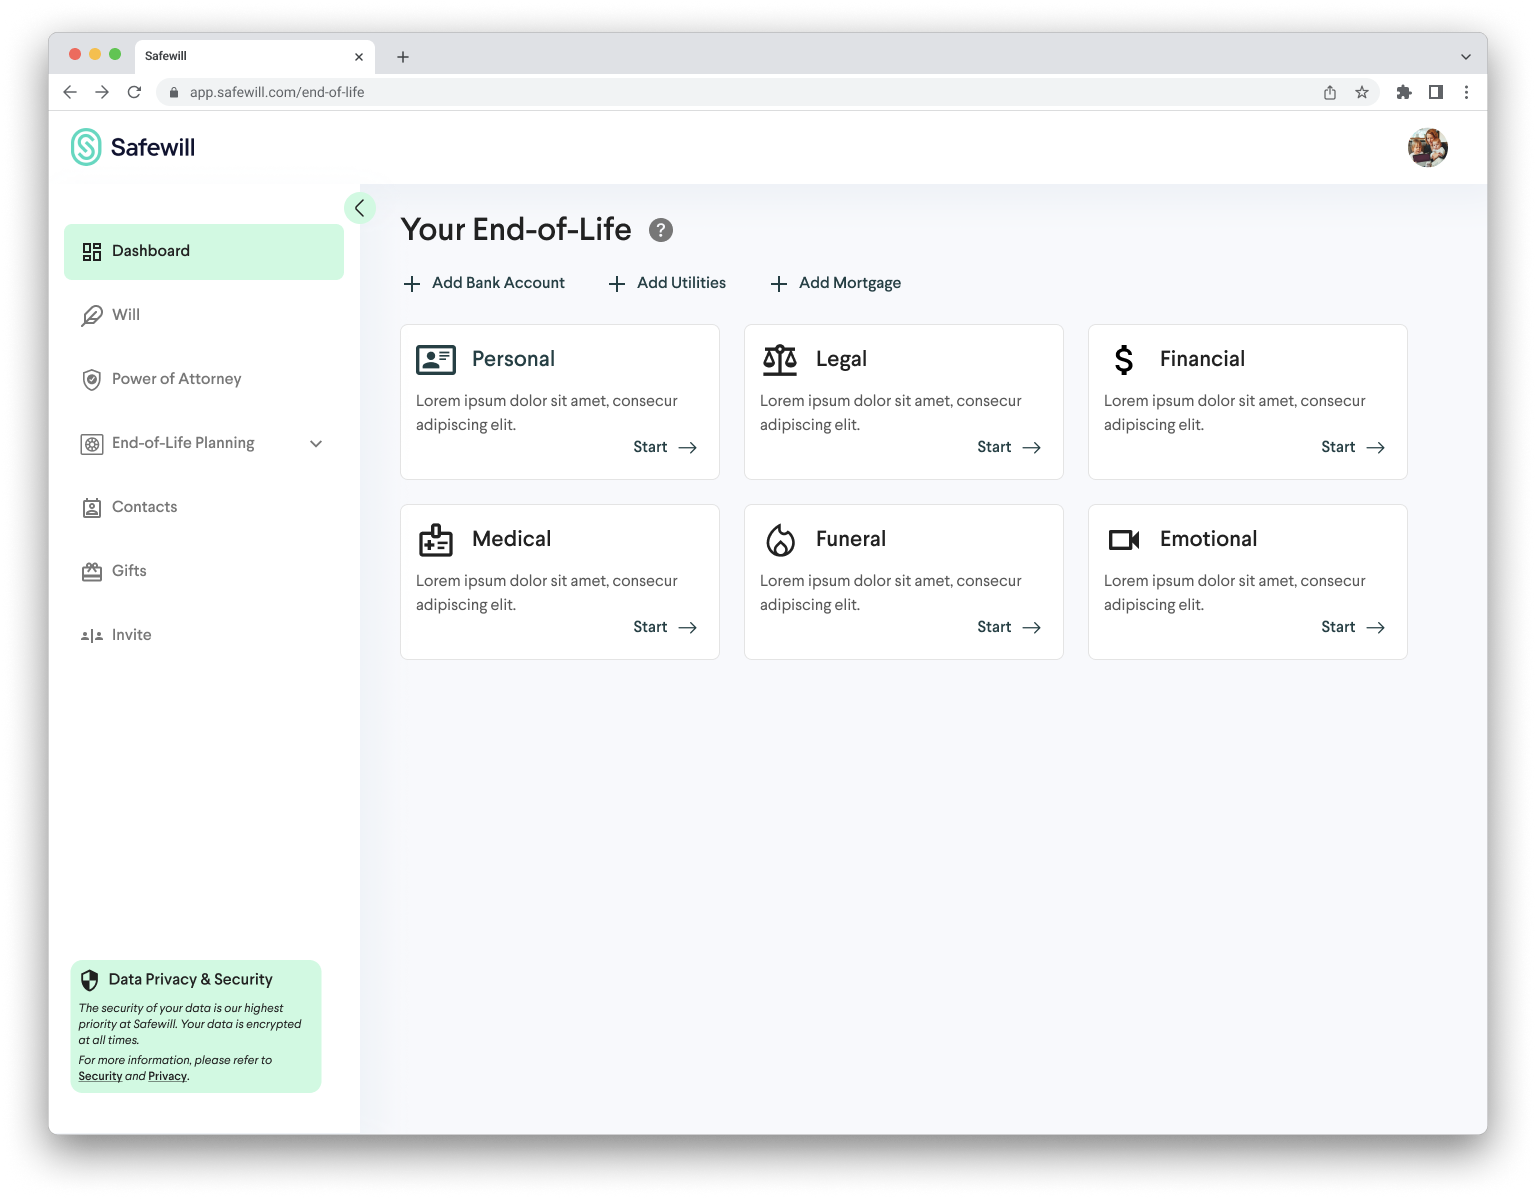 Safewill
app.safewill.com/end-of-life
Safewill
Dashboard
Will
Power of Attorney
End-of-Life Planning
Contacts
Gifts
Invite
Data Privacy & Security
The security of your data is our highest
priority at Safewill. Your data is encrypted
at all times.
For more information, please refer to
Security and Privacy.
Your End-of-Life ?
Add Bank Account
Add Utilities
Add Mortgage
Personal
Lorem ipsum dolor sit amet, consecur
adipiscing elit.
Start
Legal
Lorem ipsum dolor sit amet, consecur
adipiscing elit.
Start
$ Financial
Lorem ipsum dolor sit amet, consecur
adipiscing elit.
Start
Medical
Lorem ipsum dolor sit amet, consecur
adipiscing elit.
Start
Funeral
Lorem ipsum dolor sit amet, consecur
adipiscing elit.
Start
Emotional
Lorem ipsum dolor sit amet, consecur
adipiscing elit.
Start